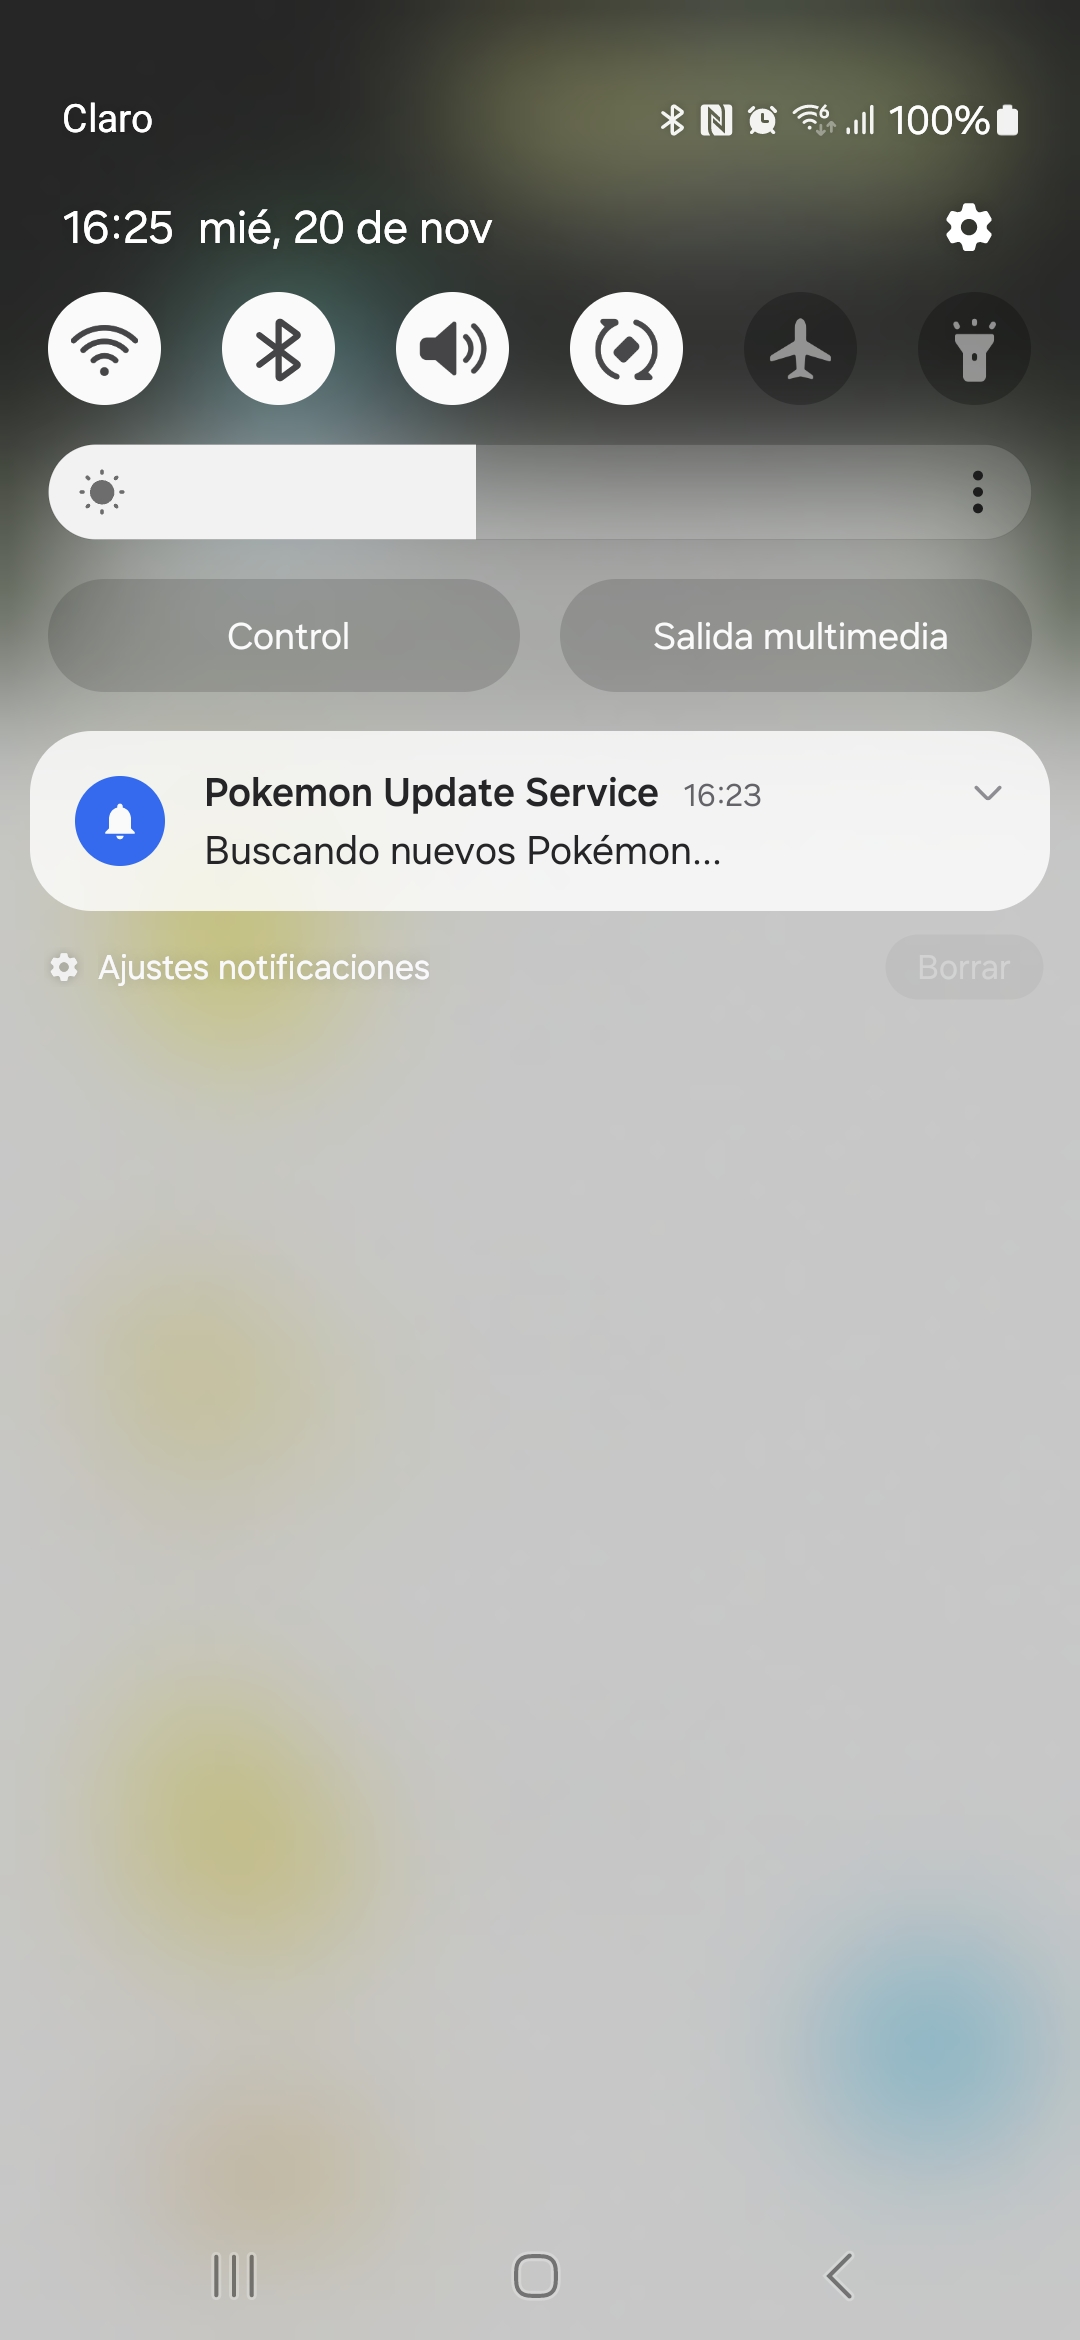 Claro
100%
16:25 mié, 20 de nov
Control
Salida multimedia
Pokemon Update Service 16:23
Buscando nuevos Pokémon...
Ajustes notificaciones
Borrar